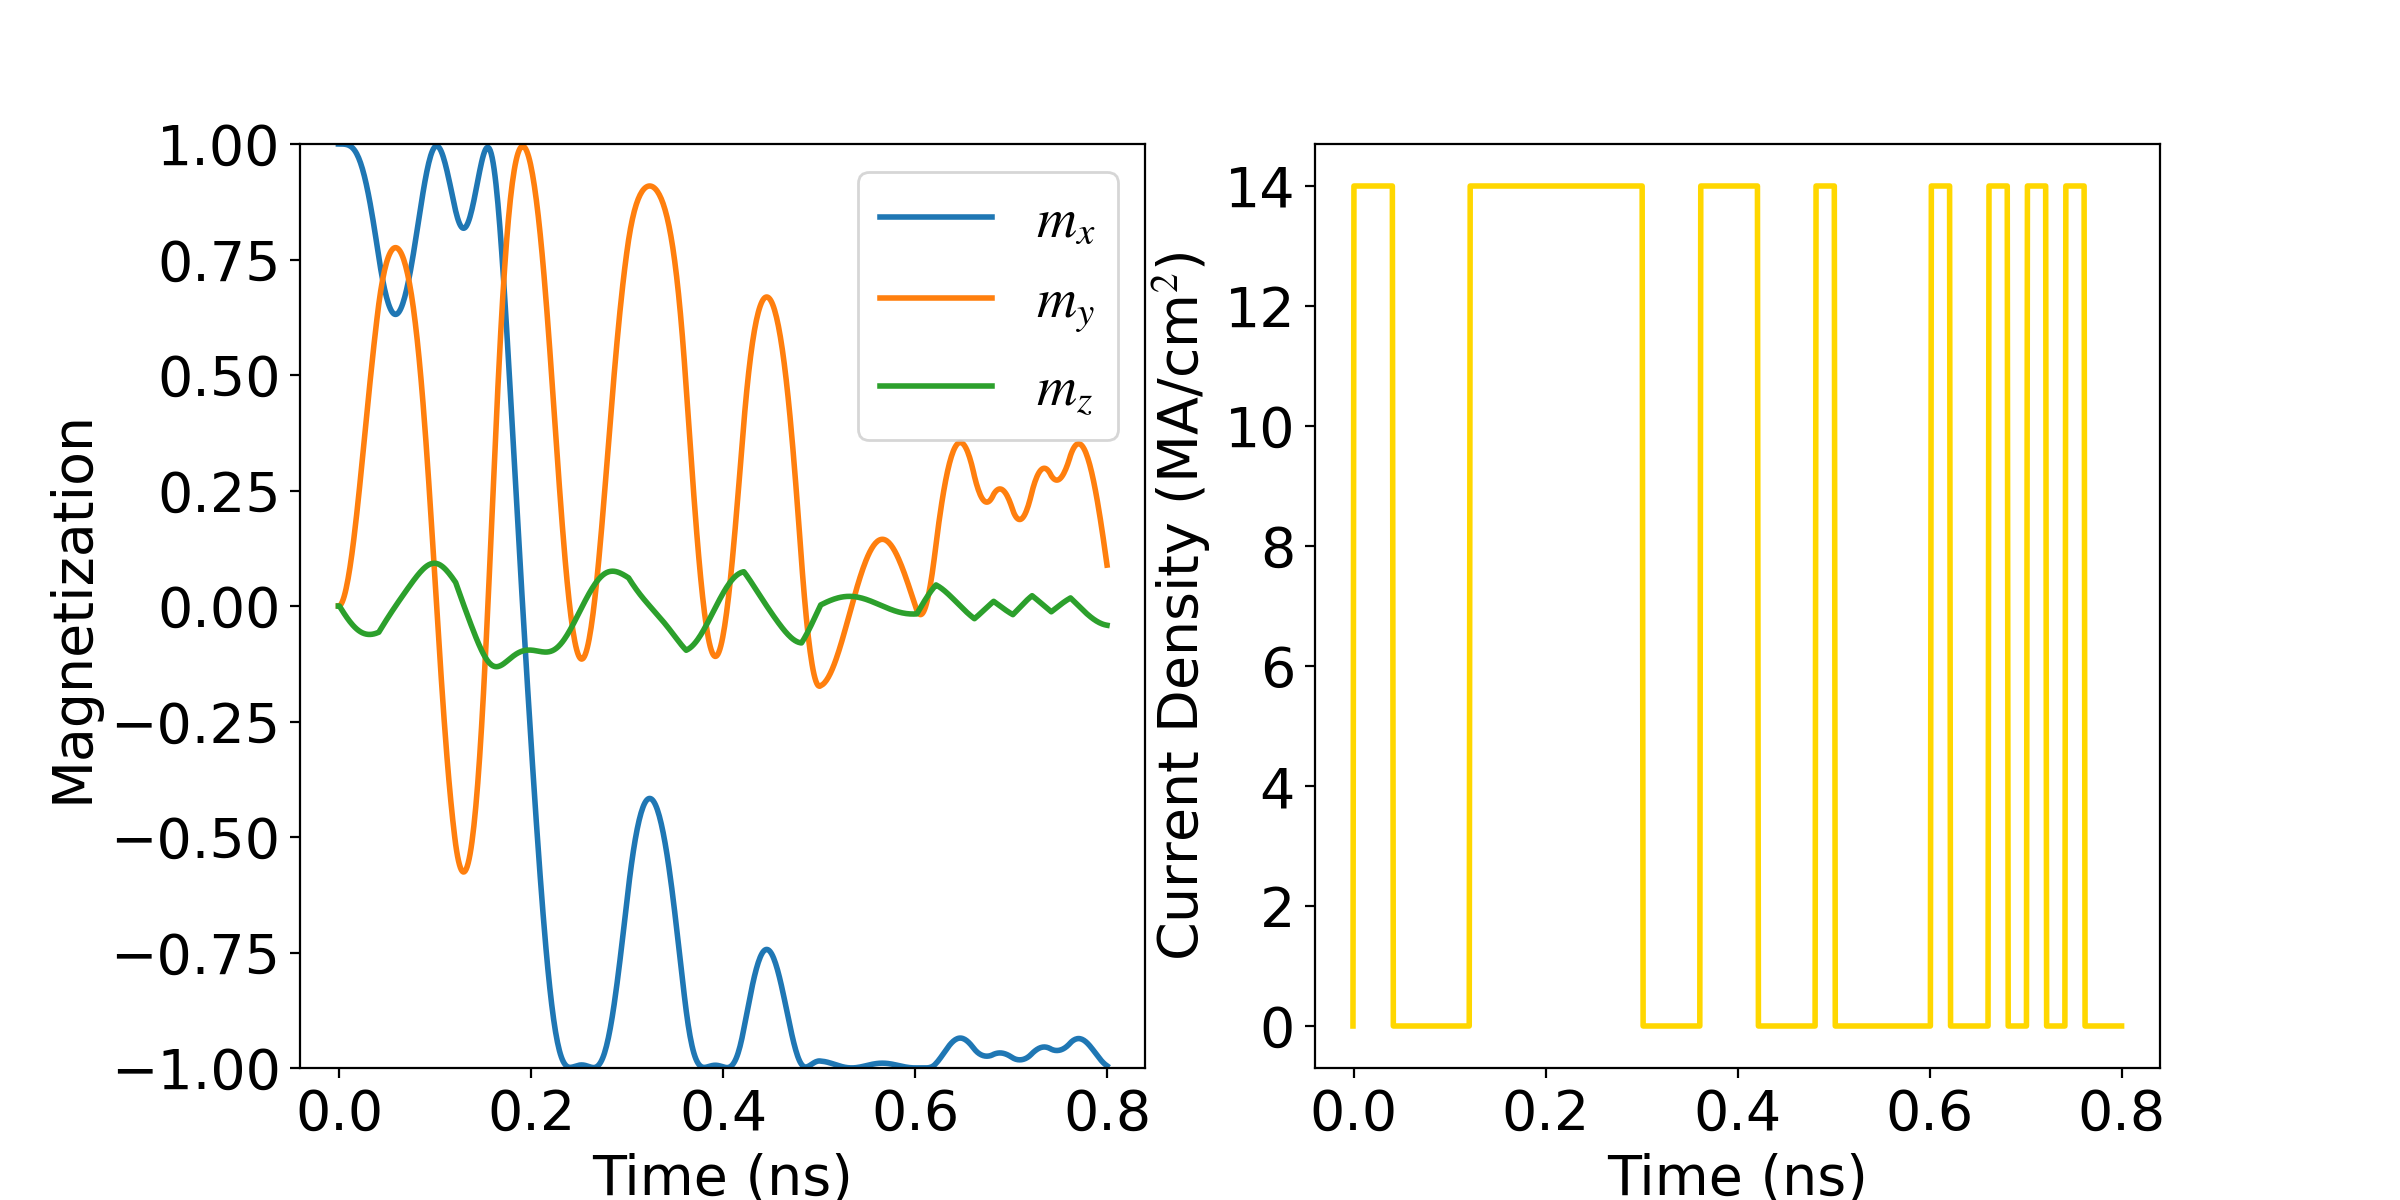 1.00
0.75
0.50
0.25
0.00
−0.25
−0.50
−0.75
−1.00
0.0 0.2 0.4 0.6 0.8
Time (ns)
Magnetization
m_x
m_y
m_z
14
12
10
8
6
4
2
0
0.0 0.2 0.4 0.6 0.8
Time (ns)
Current Density (MA/cm²)